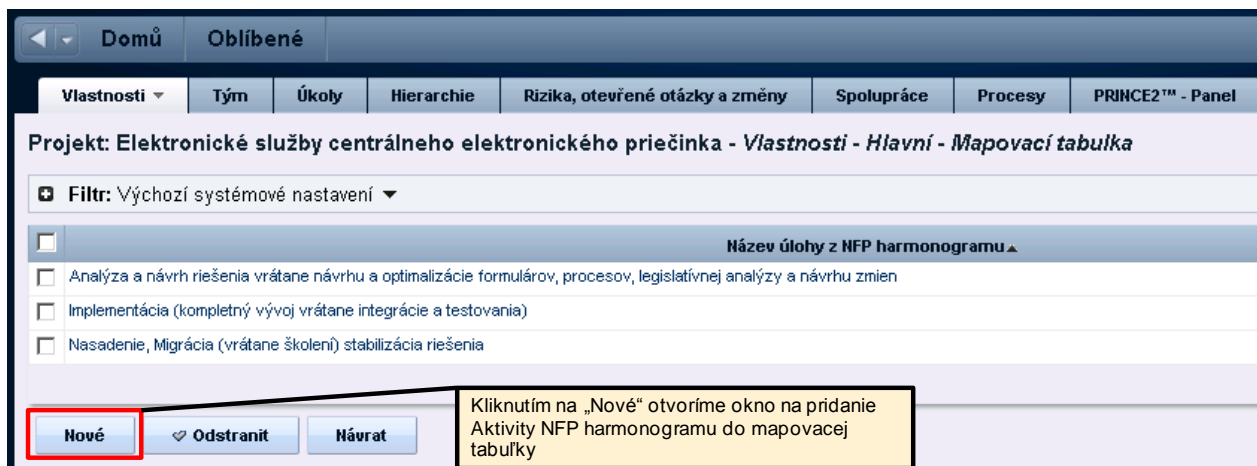 Domů Oblíbené
Vlastnosti Tým Úkoly Hierarchie Rizika, otevřené otázky a změny Spolupráce Procesy PRINCE2™ - Panel
Projekt: Elektronické služby centrálneho elektronického priečinka - Vlastnosti - Hlavní - Mapovací tabulka
Filtr: Výchozí systémové nastavení
Název úlohy z NFP harmonogramu
Analýza a návrh riešenia vrátane návrhu a optimalizácie formulárov, procesov, legislatívnej analýzy a návrhu zmien
Implementácia (kompletný vývoj vrátane integrácie a testovania)
Nasadenie, Migrácia (vrátane školení) stabilizácia riešenia
Nové Odstranit Návrat
Kliknutím na „Nové“ otvoríme okno na pridanie
Aktivity NFP harmonogramu do mapovacej
tabuľky